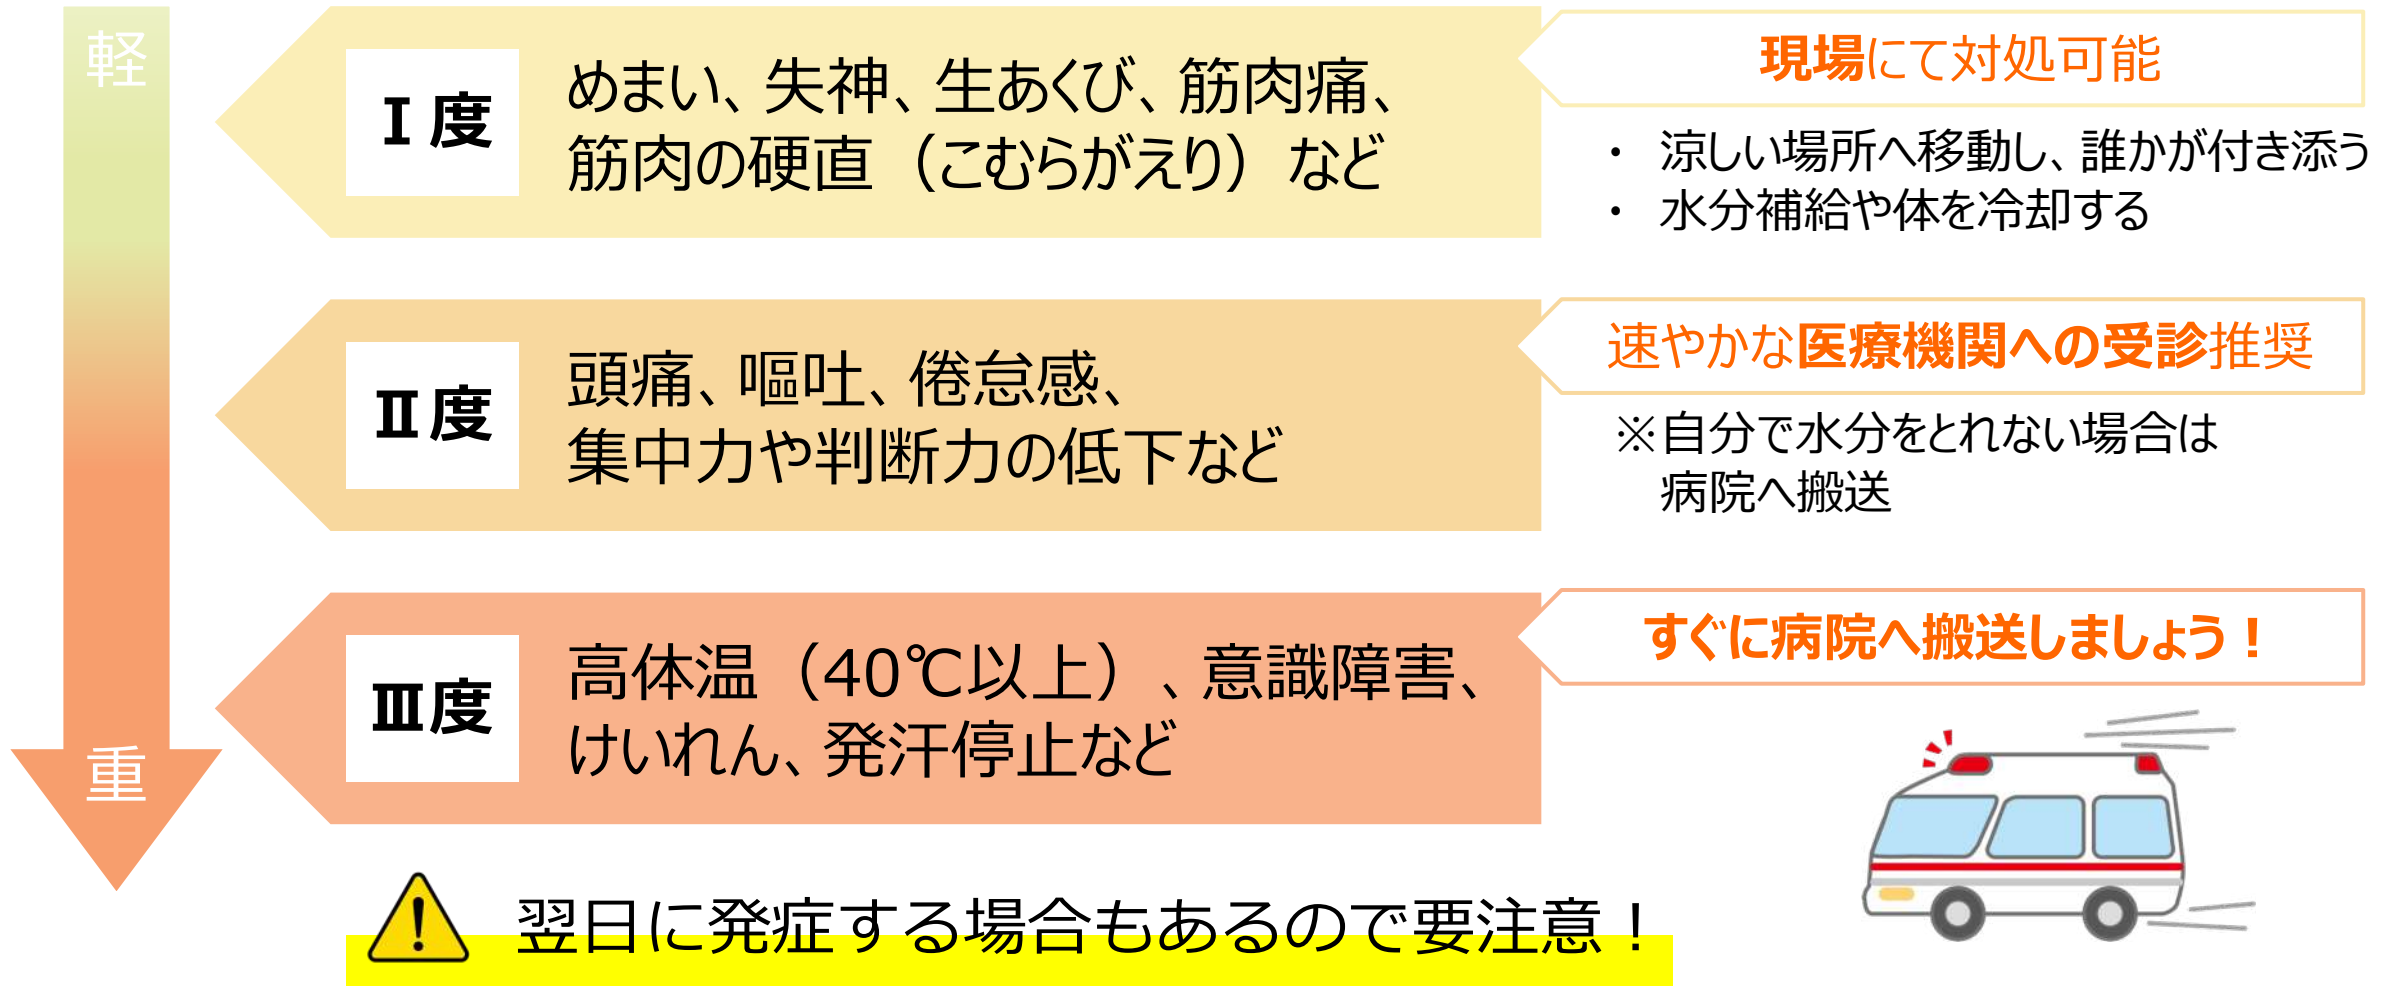 軽
Ⅰ度
めまい、失神、生あくび、筋肉痛、
筋肉の硬直（こむらがえり）など
現場にて対処可能
・ 涼しい場所へ移動し、誰かが付き添う
・ 水分補給や体を冷却する
Ⅱ度
頭痛、嘔吐、倦怠感、
集中力や判断力の低下など
速やかな医療機関への受診推奨
※自分で水分をとれない場合は
病院へ搬送
Ⅲ度
高体温（40℃以上）、意識障害、
けいれん、発汗停止など
すぐに病院へ搬送しましょう！
重
翌日に発症する場合もあるので要注意！